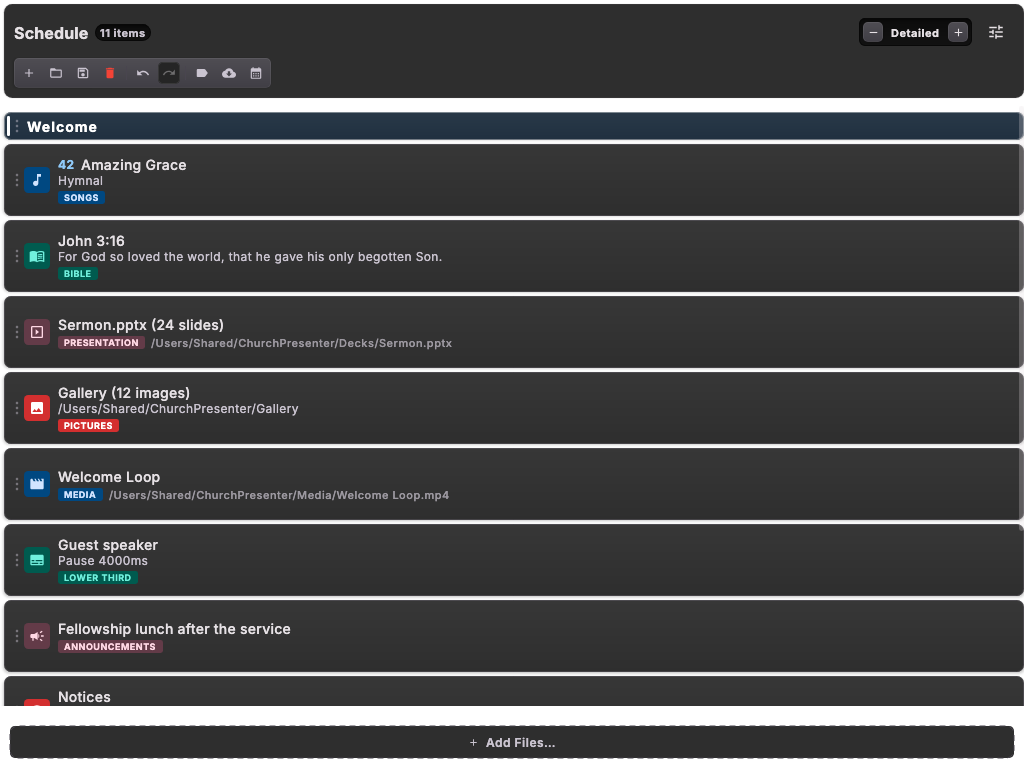 Schedule 11 items
− Detailed +
Welcome
42 Amazing Grace
Hymnal
SONGS
John 3:16
For God so loved the world, that he gave his only begotten Son.
BIBLE
Sermon.pptx (24 slides)
PRESENTATION /Users/Shared/ChurchPresenter/Decks/Sermon.pptx
Gallery (12 images)
/Users/Shared/ChurchPresenter/Gallery
PICTURES
Welcome Loop
MEDIA /Users/Shared/ChurchPresenter/Media/Welcome Loop.mp4
Guest speaker
Pause 4000ms
LOWER THIRD
Fellowship lunch after the service
ANNOUNCEMENTS
Notices
+ Add Files...